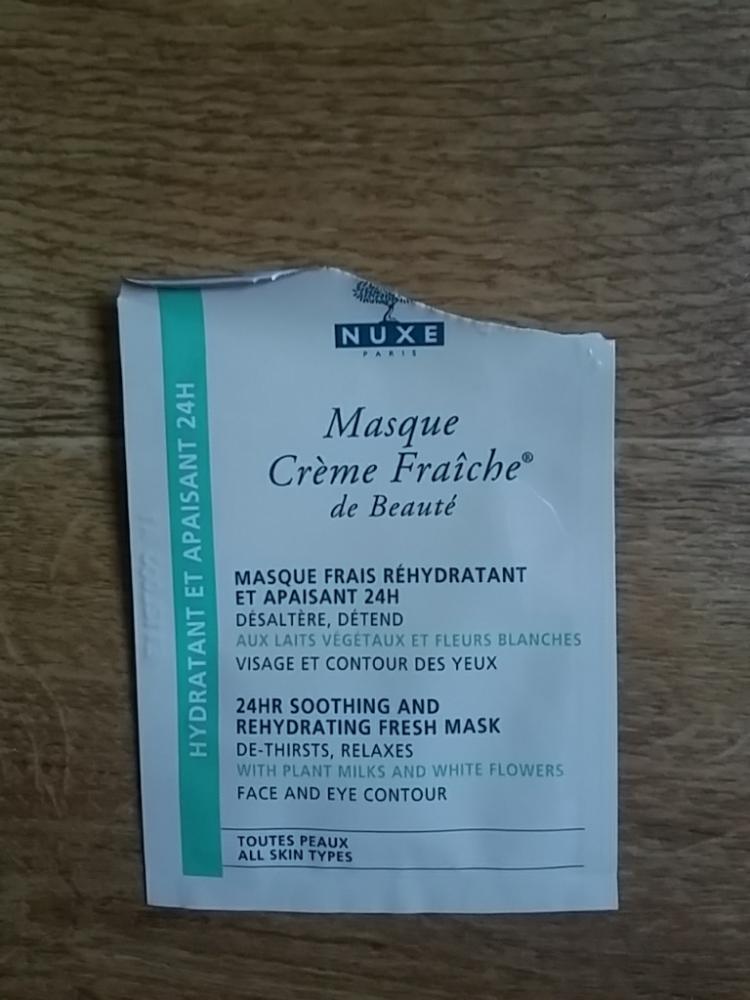 NUXE
PARIS
Masque
Crème Fraîche®
de Beauté
MASQUE FRAIS RÉHYDRATANT
ET APAISANT 24H
DÉSALTÈRE, DÉTEND
AUX LAITS VÉGÉTAUX ET FLEURS BLANCHES
VISAGE ET CONTOUR DES YEUX
24HR SOOTHING AND
REHYDRATING FRESH MASK
DE-THIRSTS, RELAXES
WITH PLANT MILKS AND WHITE FLOWERS
FACE AND EYE CONTOUR
TOUTES PEAUX
ALL SKIN TYPES
HYDRATANT ET APAISANT 24H